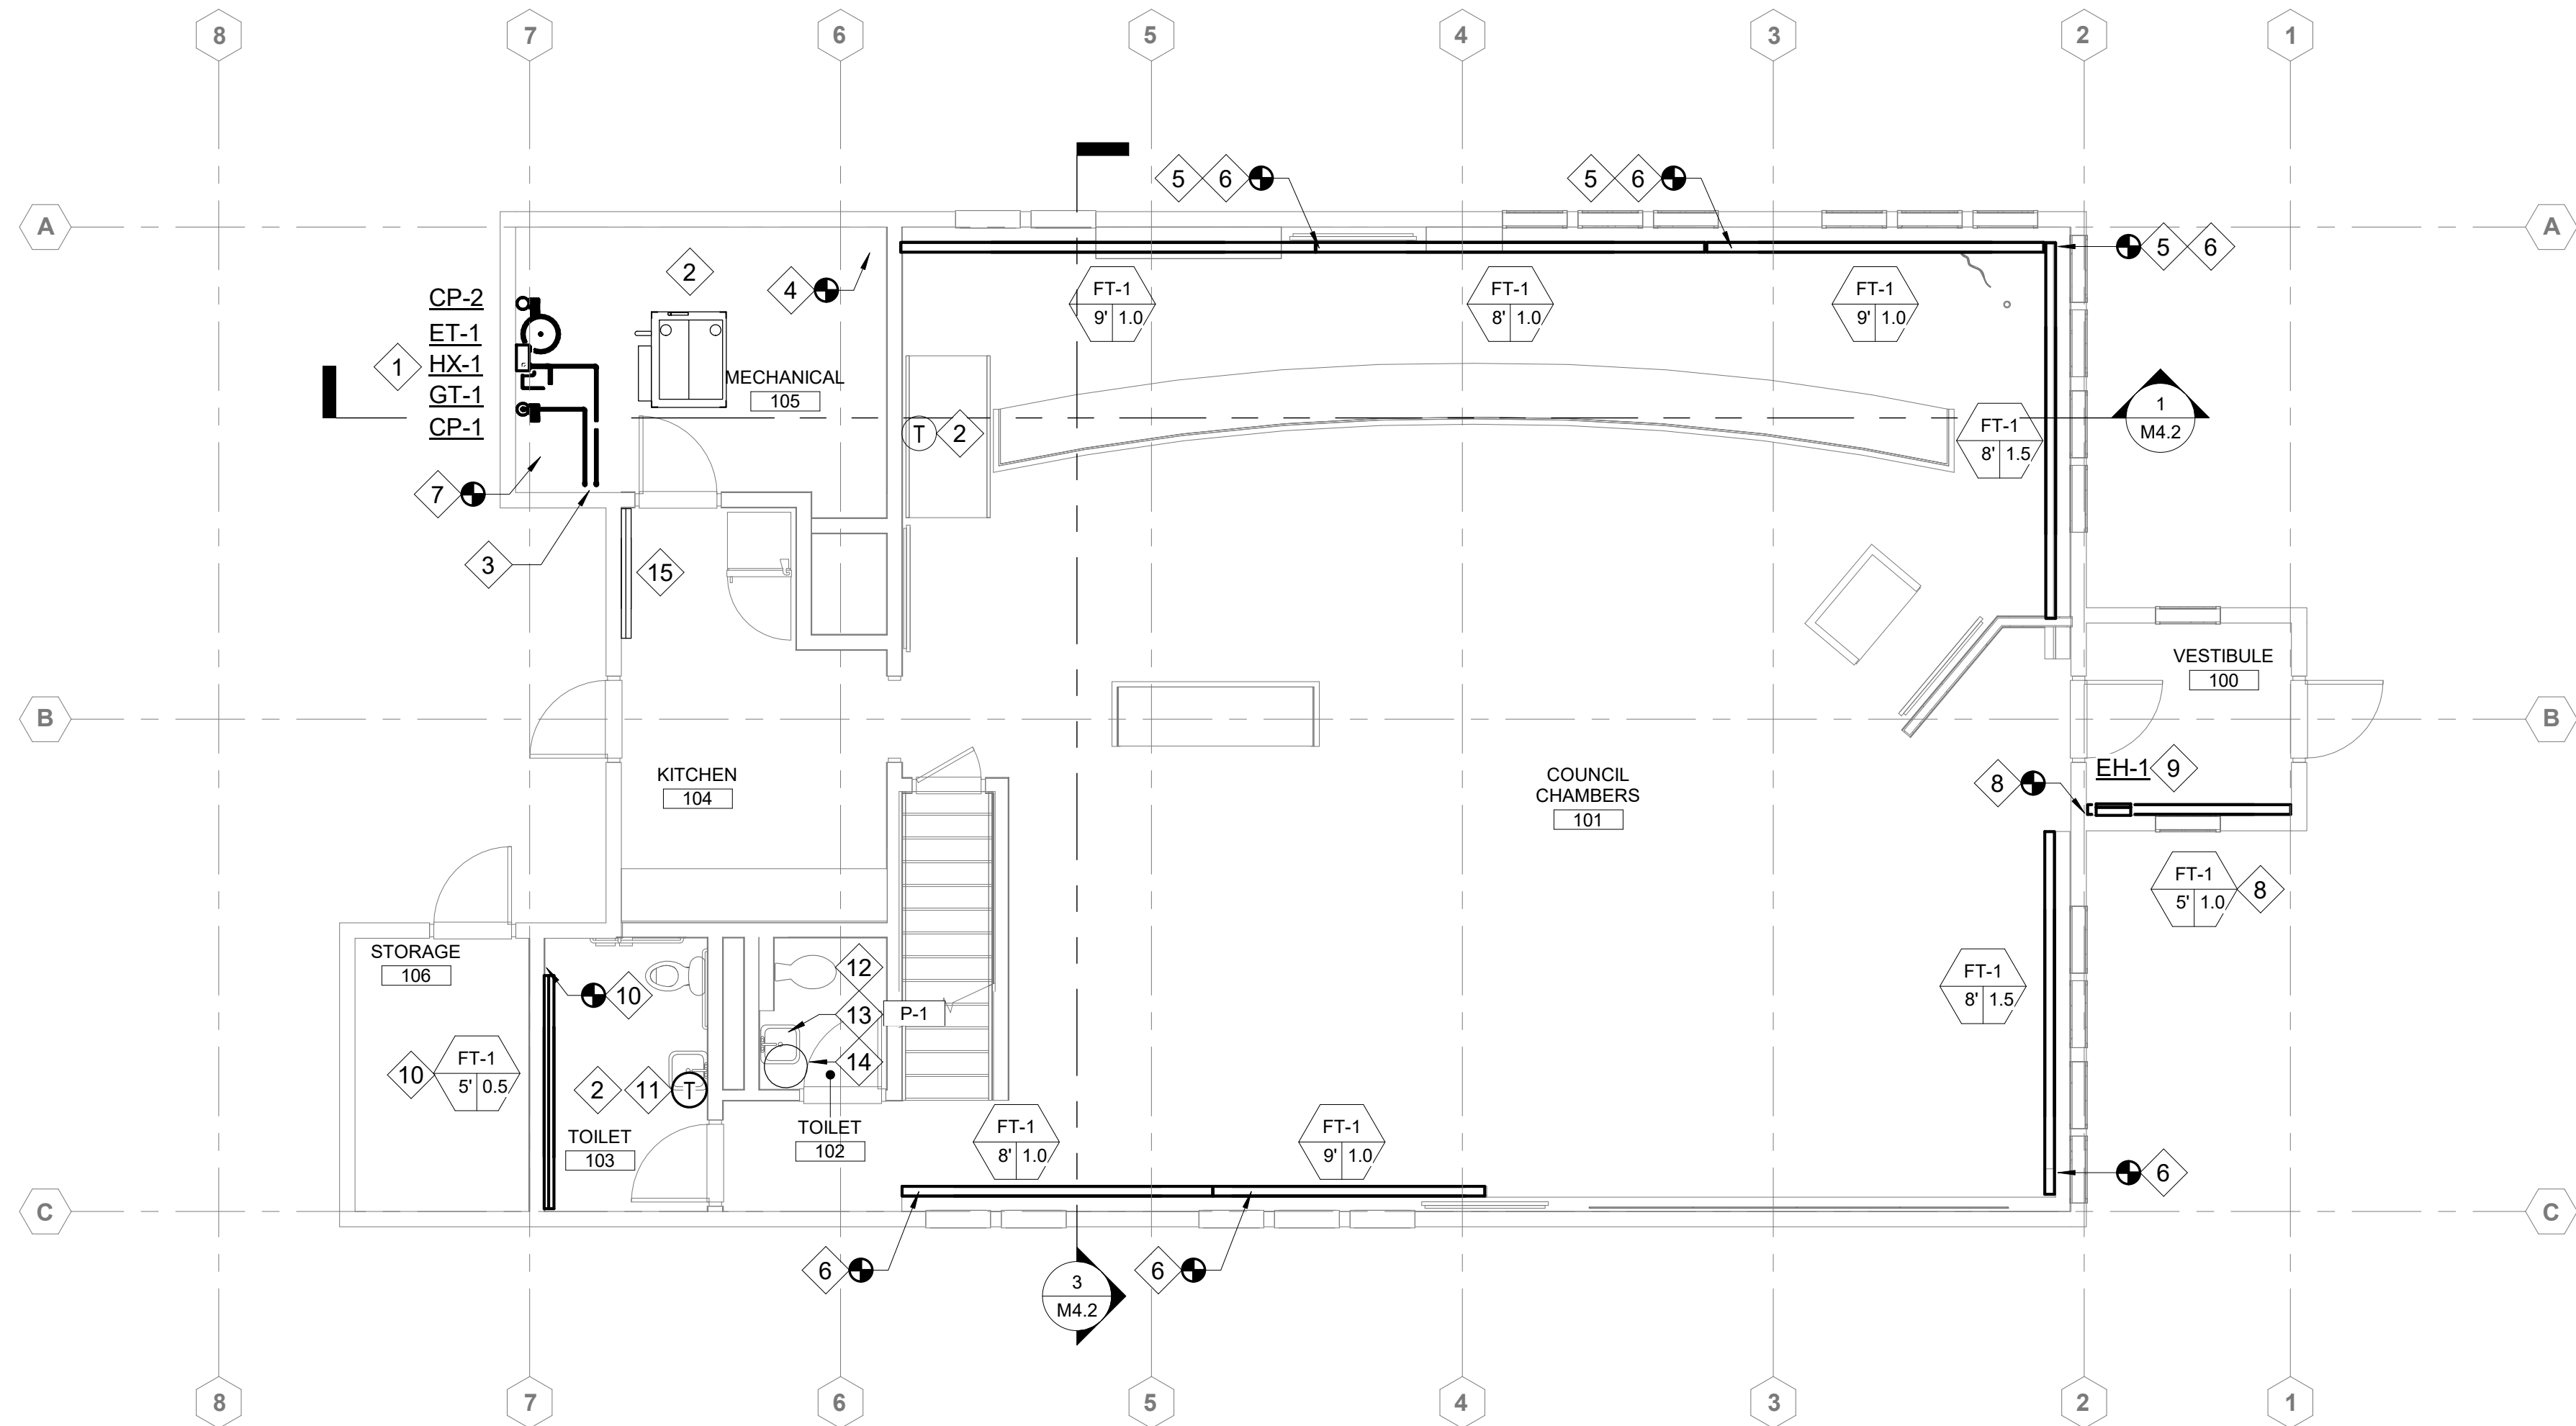 8 7 6 5 4 3 2 1
5 6 5 6
A A
5 6
2
4
CP-2
ET-1
1 HX-1
GT-1
CP-1
FT-1
9' 1.0
FT-1
8' 1.0
FT-1
9' 1.0
MECHANICAL
105
1
M4.2
T 2
FT-1
8' 1.5
7
3
15
VESTIBULE
100
B B
EH-1 9
KITCHEN
104
COUNCIL
CHAMBERS
101
8
FT-1
5' 1.0
8
STORAGE
106
12
10
FT-1
8' 1.5
13 P-1
14
10
FT-1
5' 0.5
2 11 T
TOILET
103
TOILET
102
FT-1
8' 1.0
FT-1
9' 1.0
6
C C
6 6
3
M4.2
8 7 6 5 4 3 2 1